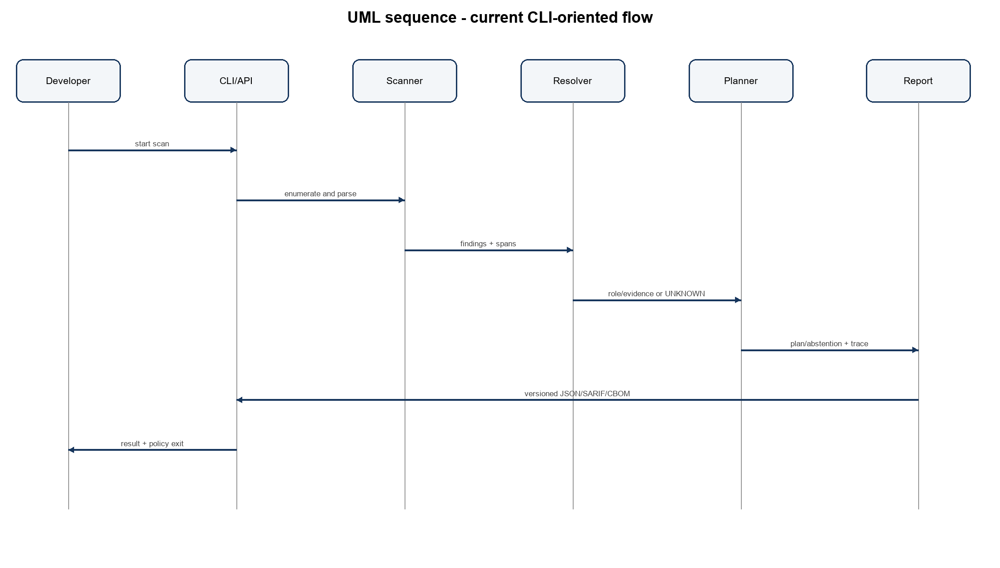 UML sequence - current CLI-oriented flow
Developer
CLI/API
Scanner
Resolver
Planner
Report
start scan
enumerate and parse
findings + spans
role/evidence or UNKNOWN
plan/abstention + trace
versioned JSON/SARIF/CBOM
result + policy exit